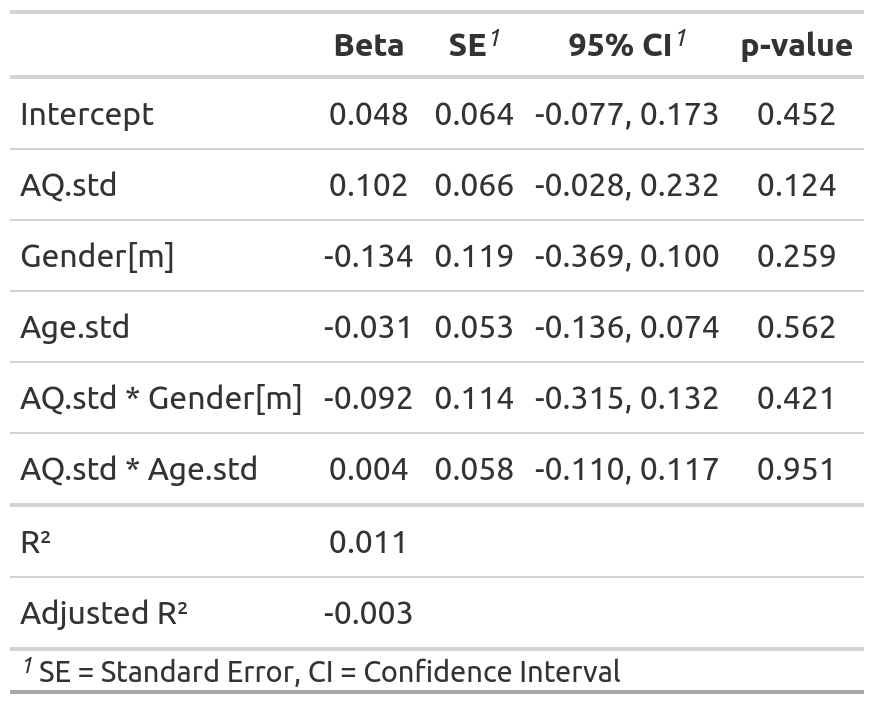 Beta SE¹ 95% CI¹ p-value
Intercept 0.048 0.064 -0.077, 0.173 0.452
AQ.std 0.102 0.066 -0.028, 0.232 0.124
Gender[m] -0.134 0.119 -0.369, 0.100 0.259
Age.std -0.031 0.053 -0.136, 0.074 0.562
AQ.std * Gender[m] -0.092 0.114 -0.315, 0.132 0.421
AQ.std * Age.std 0.004 0.058 -0.110, 0.117 0.951
R² 0.011
Adjusted R² -0.003
¹ SE = Standard Error, CI = Confidence Interval